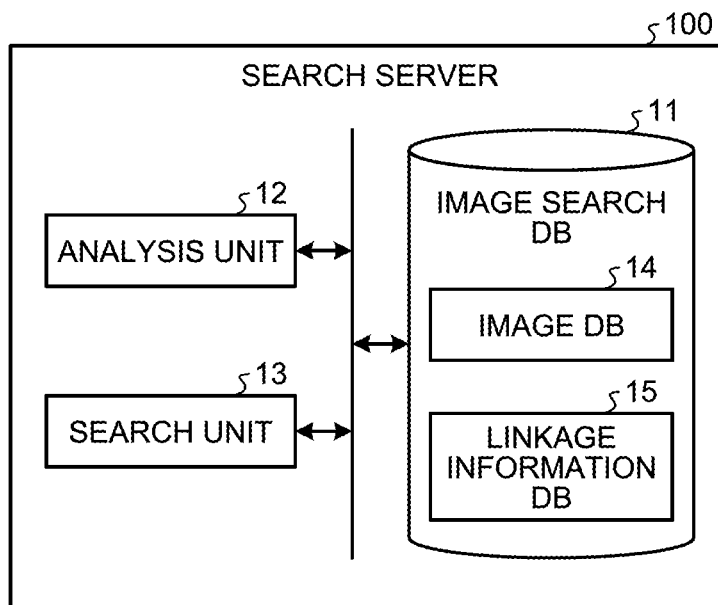 100
SEARCH SERVER
11
IMAGE SEARCH
DB
12
ANALYSIS UNIT
14
IMAGE DB
13
SEARCH UNIT
15
LINKAGE
INFORMATION
DB